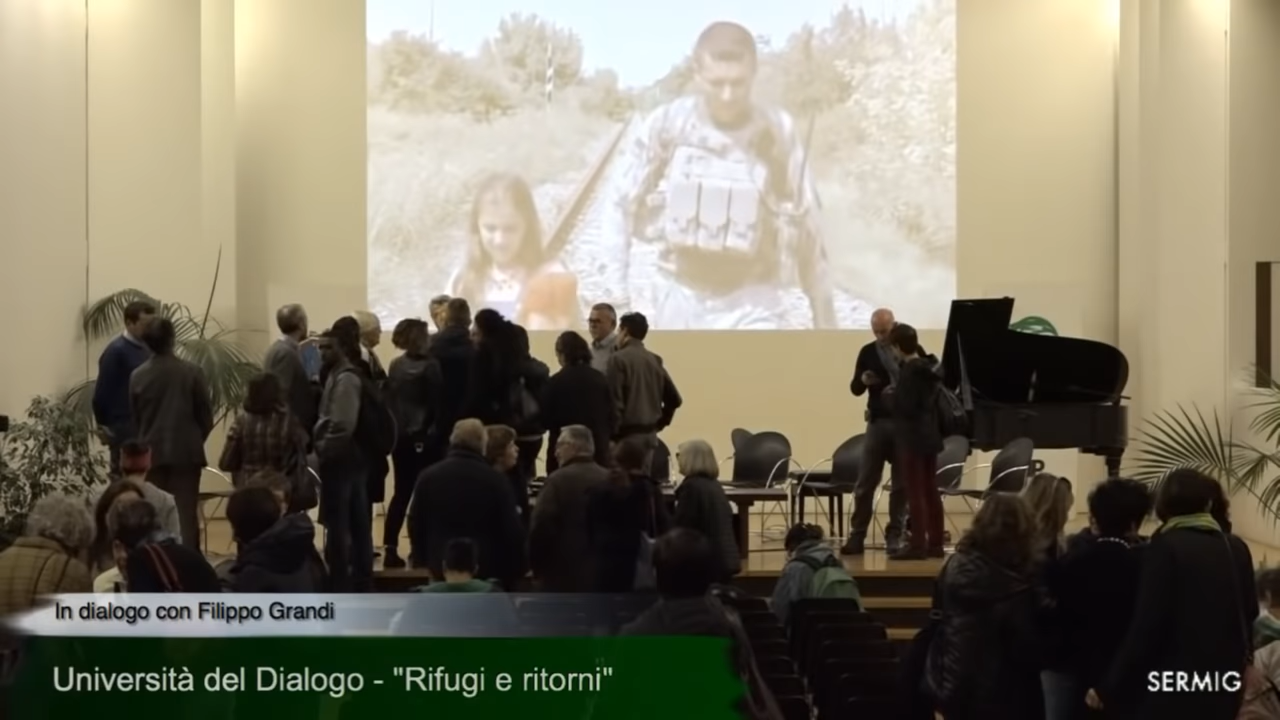 In dialogo con Filippo Grandi
Università del Dialogo - "Rifugi e ritorni"
SERMIG